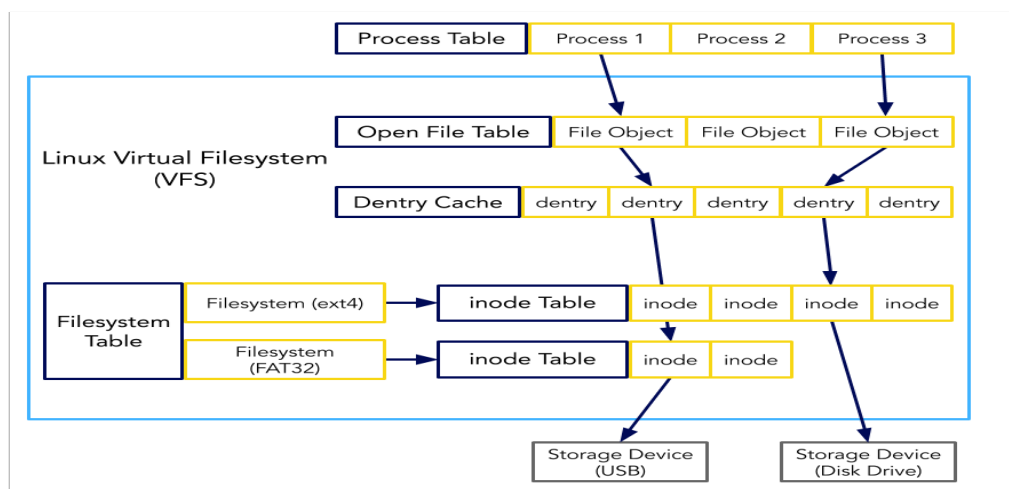 Process Table
Process 1
Process 2
Process 3
Open File Table
File Object
File Object
File Object
Linux Virtual Filesystem
(VFS)
Dentry Cache
dentry
dentry
dentry
dentry
dentry
Filesystem
Table
Filesystem (ext4)
inode Table
inode
inode
inode
inode
Filesystem
(FAT32)
inode Table
inode
inode
Storage Device
(USB)
Storage Device
(Disk Drive)